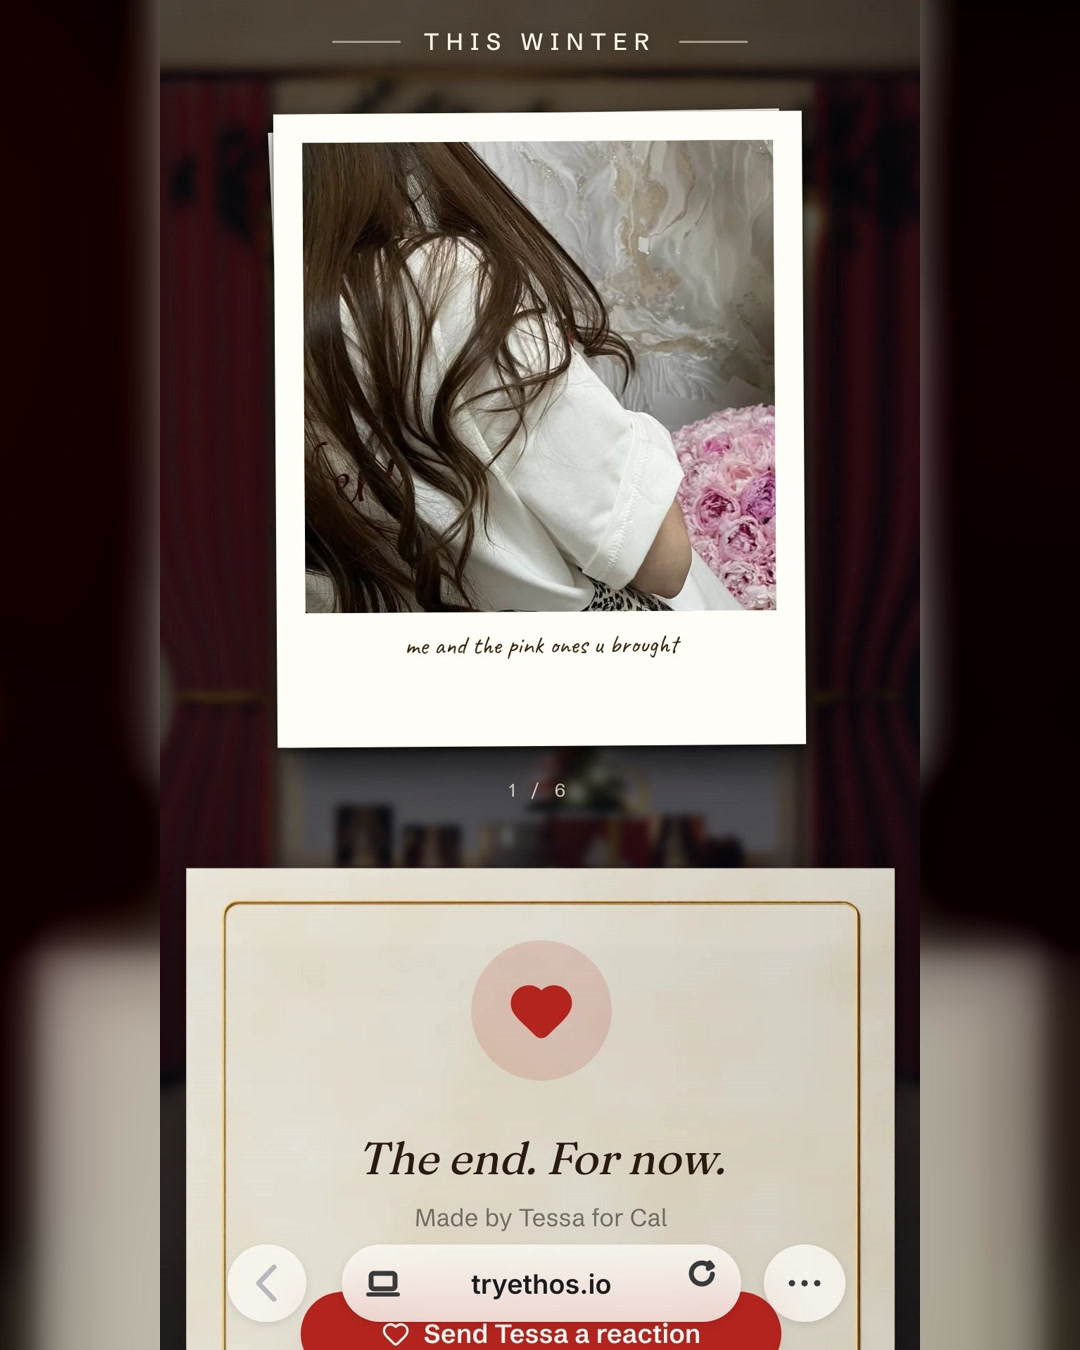 THIS WINTER
me and the pink ones u brought
1 / 6
The end. For now.
Made by Tessa for Cal
tryethos.io
Send Tessa a reaction